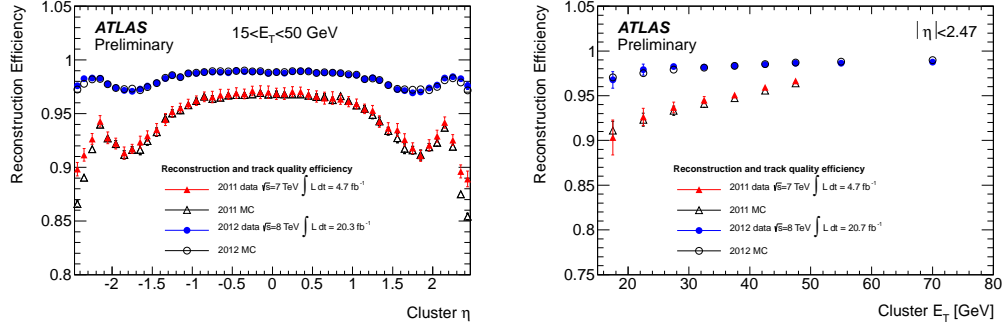 ATLAS
Preliminary
15<E_T<50 GeV
Reconstruction Efficiency
1
0.95
0.9
0.85
0.8
Reconstruction and track quality efficiency
2011 data √s=7 TeV ∫ L dt = 4.7 fb⁻¹
2011 MC
2012 data √s=8 TeV ∫ L dt = 20.3 fb⁻¹
2012 MC
-2 -1.5 -1 -0.5 0 0.5 1 1.5 2
Cluster η
ATLAS
Preliminary
|η|<2.47
Reconstruction Efficiency
1
0.95
0.9
0.85
0.8
0.75
Reconstruction and track quality efficiency
2011 data √s=7 TeV ∫ L dt = 4.7 fb⁻¹
2011 MC
2012 data √s=8 TeV ∫ L dt = 20.7 fb⁻¹
2012 MC
20 30 40 50 60 70 80
Cluster E_T [GeV]